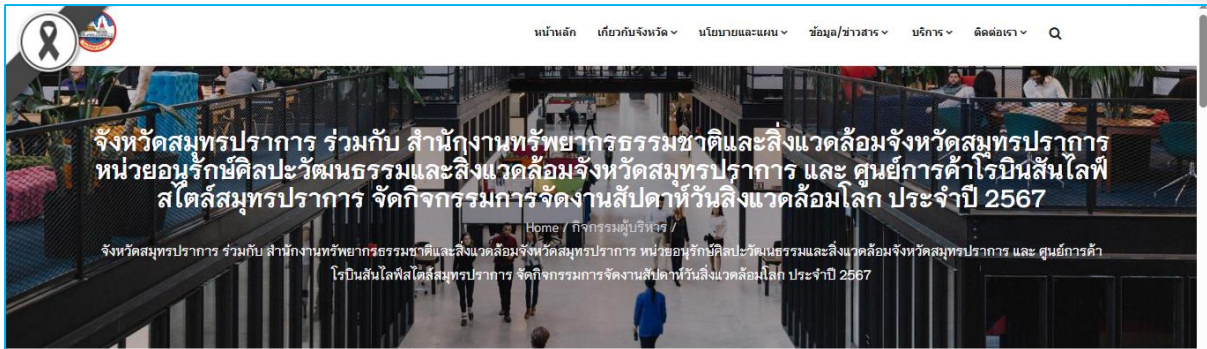 หน้าหลัก เกี่ยวกับจังหวัด นโยบายและแผน ข้อมูล/ข่าวสาร บริการ ติดต่อเรา
จังหวัดสมุทรปราการ ร่วมกับ สำนักงานทรัพยากรธรรมชาติและสิ่งแวดล้อมจังหวัดสมุทรปราการ
หน่วยอนุรักษ์ศิลปะวัฒนธรรมและสิ่งแวดล้อมจังหวัดสมุทรปราการ และ ศูนย์การค้าโรบินสันไลฟ์
สไตล์สมุทรปราการ จัดกิจกรรมการจัดงานสัปดาห์วันสิ่งแวดล้อมโลก ประจำปี 2567
Home / กิจกรรมผู้บริหาร /
จังหวัดสมุทรปราการ ร่วมกับ สำนักงานทรัพยากรธรรมชาติและสิ่งแวดล้อมจังหวัดสมุทรปราการ หน่วยอนุรักษ์ศิลปะวัฒนธรรมและสิ่งแวดล้อมจังหวัดสมุทรปราการ และ ศูนย์การค้า
โรบินสันไลฟ์สไตล์สมุทรปราการ จัดกิจกรรมการจัดงานสัปดาห์วันสิ่งแวดล้อมโลก ประจำปี 2567